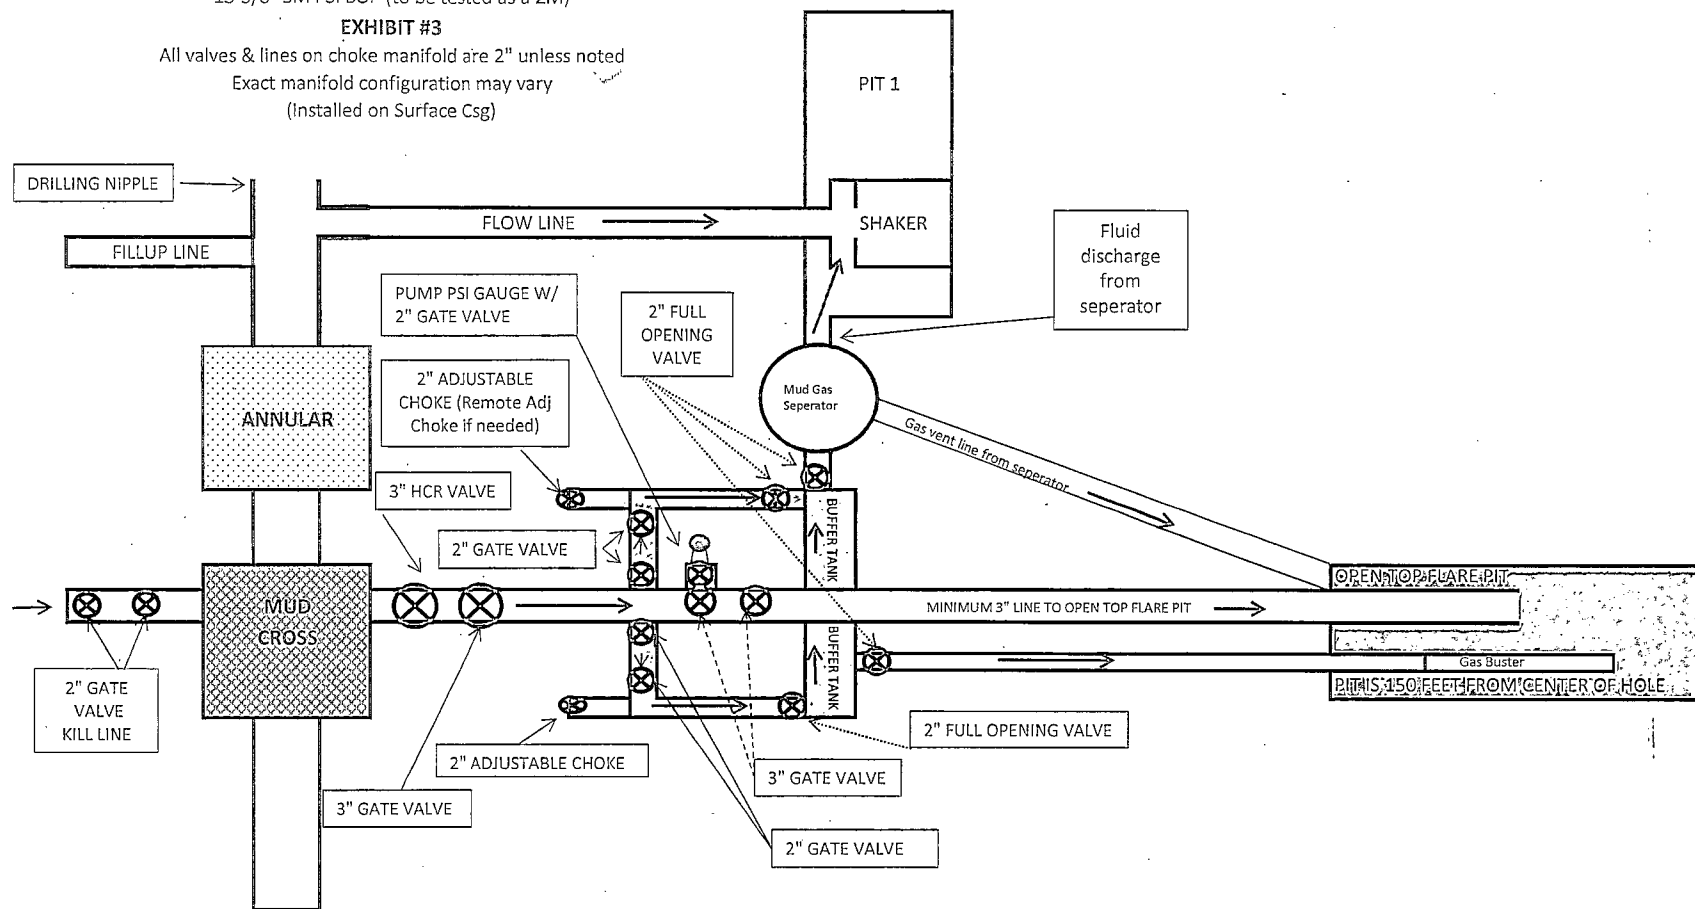 EXHIBIT #3
All valves & lines on choke manifold are 2" unless noted
Exact manifold configuration may vary
(Installed on Surface Csg)
PIT 1
DRILLING NIPPLE
FLOW LINE
SHAKER
FILLUP LINE
Fluid
discharge
from
seperator
PUMP PSI GAUGE W/
2" GATE VALVE
2" FULL
OPENING
VALVE
2" ADJUSTABLE
CHOKE (Remote Adj
Choke if needed)
Mud Gas
Seperator
ANNULAR
Gas vent line from seperator
3" HCR VALVE
2" GATE VALVE
BUFFER TANK
OPEN TOP FLARE PIT
MUD
CROSS
MINIMUM 3" LINE TO OPEN TOP FLARE PIT
BUFFER TANK
Gas Buster
PIT IS 150 FEET FROM CENTER OF HOLE
2" GATE
VALVE
KILL LINE
2" FULL OPENING VALVE
2" ADJUSTABLE CHOKE
3" GATE VALVE
3" GATE VALVE
2" GATE VALVE